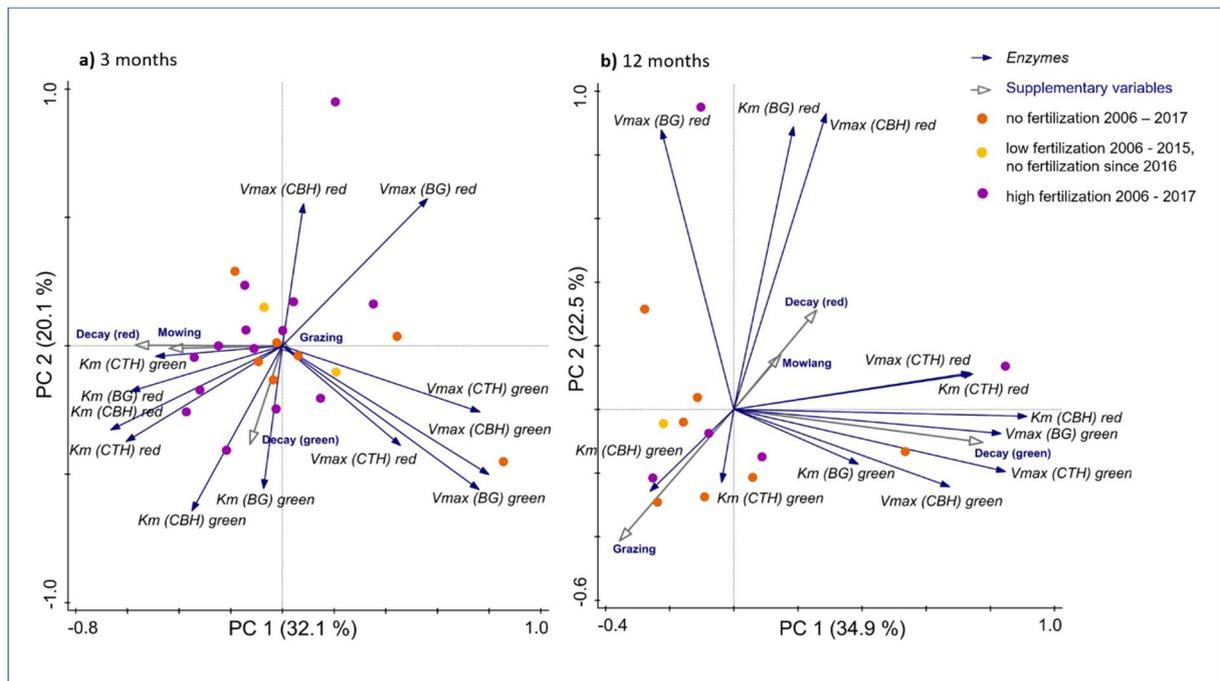 a) 3 months
1.0
Vmax (CBH) red
Vmax (BG) red
PC 2 (20.1 %)
Decay (red)
Mowing
Grazing
Km (CTH) green
Km (BG) red
Km (CBH) red
Km (CTH) red
Vmax (CTH) green
Vmax (CBH) green
Decay (green)
Vmax (CTH) red
Km (BG) green
Vmax (BG) green
Km (CBH) green
-1.0
-0.8
PC 1 (32.1 %)
1.0
b) 12 months
1.0
Vmax (BG) red
Km (BG) red
Vmax (CBH) red
PC 2 (22.5 %)
Decay (red)
Mowlang
Vmax (CTH) red
Km (CTH) red
Km (CBH) red
Vmax (BG) green
Decay (green)
Km (CBH) green
Km (BG) green
Vmax (CTH) green
Km (CTH) green
Vmax (CBH) green
Grazing
-0.6
-0.4
PC 1 (34.9 %)
1.0
Enzymes
Supplementary variables
no fertilization 2006 – 2017
low fertilization 2006 - 2015,
no fertilization since 2016
high fertilization 2006 - 2017